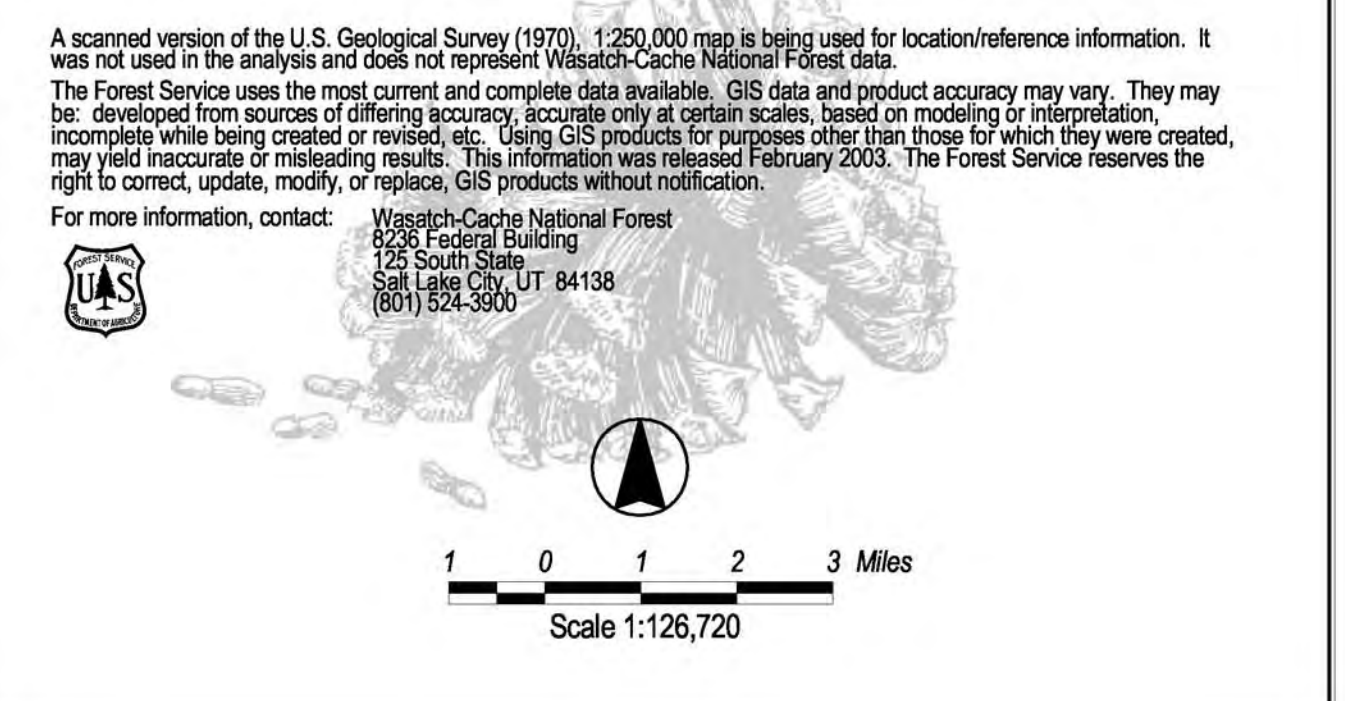 A scanned version of the U.S. Geological Survey (1970), 1:250,000 map is being used for location/reference information. It
was not used in the analysis and does not represent Wasatch-Cache National Forest data.
The Forest Service uses the most current and complete data available. GIS data and product accuracy may vary. They may
be: developed from sources of differing accuracy, accurate only at certain scales, based on modeling or interpretation,
incomplete while being created or revised, etc. Using GIS products for purposes other than those for which they were created,
may yield inaccurate or misleading results. This information was released February 2003. The Forest Service reserves the
right to correct, update, modify, or replace, GIS products without notification.
For more information, contact: Wasatch-Cache National Forest
8236 Federal Building
125 South State
Salt Lake City, UT 84138
(801) 524-3900
FOREST SERVICE
U S
DEPARTMENT OF AGRICULTURE
1 0 1 2 3 Miles
Scale 1:126,720